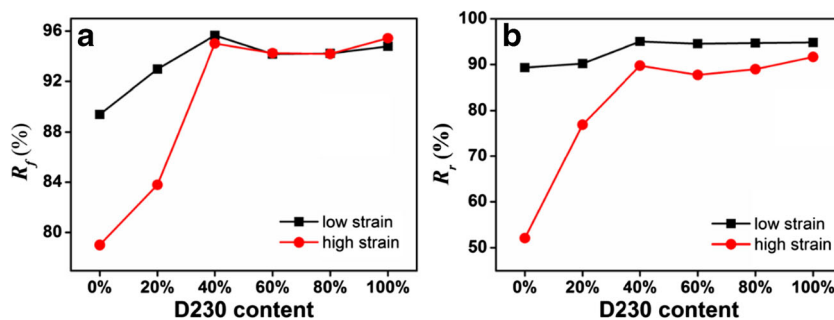 a
96
92
88
84
80
R_f (%)
low strain
high strain
0% 20% 40% 60% 80% 100%
D230 content
b
100
90
80
70
60
50
R_r (%)
low strain
high strain
0% 20% 40% 60% 80% 100%
D230 content